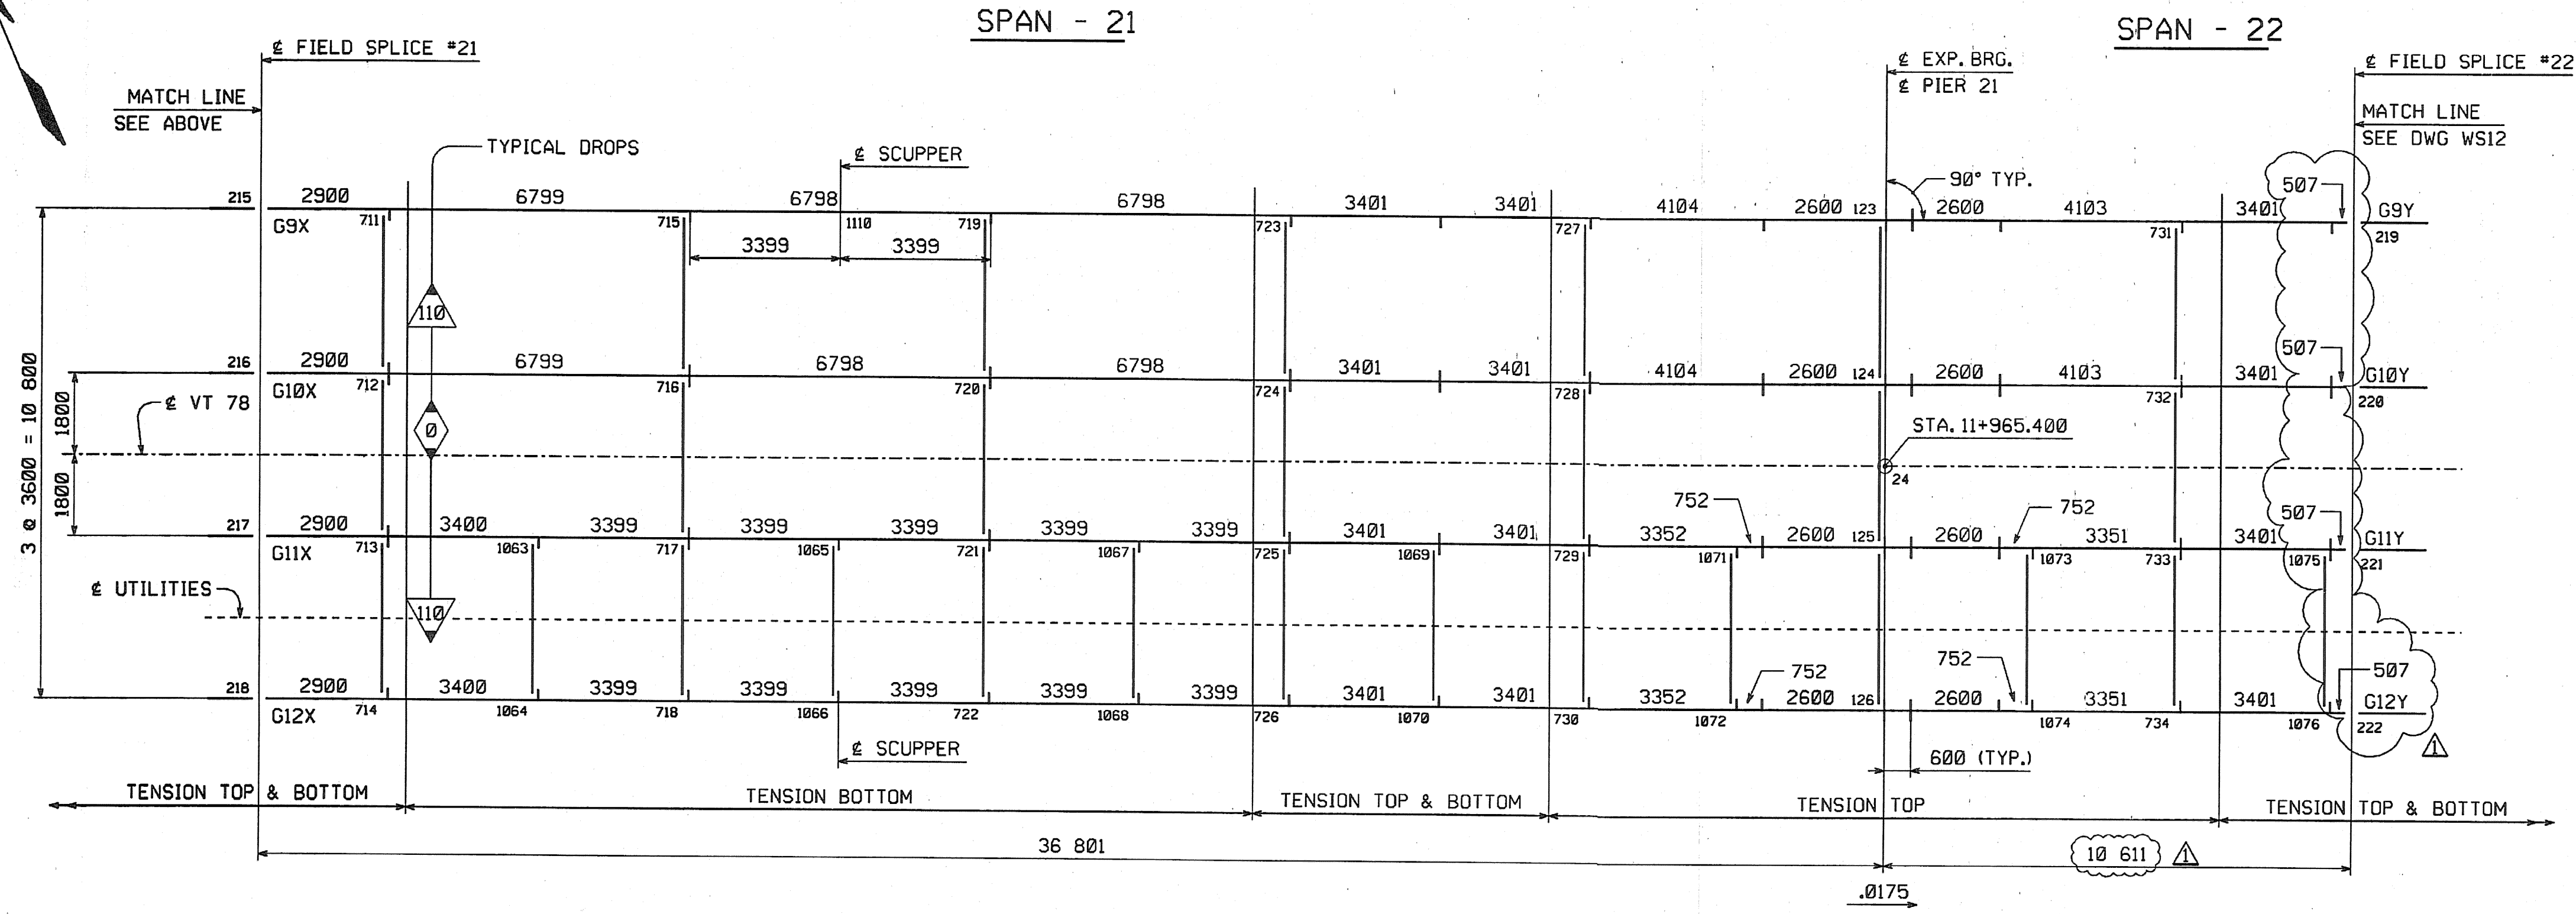 SPAN - 21
SPAN - 22
₵ FIELD SPLICE #21
₵ EXP. BRG.
₵ PIER 21
₵ FIELD SPLICE #22
MATCH LINE
SEE ABOVE
MATCH LINE
SEE DWG WS12
TYPICAL DROPS
₵ SCUPPER
90° TYP.
507
215 2900 6799 6798 6798 3401 3401 4104 2600 123 2600 4103 3401 G9Y
G9X 711 715 1110 719 723 727 731 219
3399 3399
110
507
216 2900 6799 6798 6798 3401 3401 4104 2600 124 2600 4103 3401 G10Y
G10X 712 716 720 724 728 732 220
3 @ 3600 = 10 800
1800
1800
₵ VT 78
0
STA. 11+965.400
24
752
752
507
217 2900 3400 3399 3399 3399 3399 3399 3401 3401 3352 2600 125 2600 3351 3401 G11Y
G11X 713 1063 717 1065 721 1067 725 1069 729 1071 1073 733 1075 221
₵ UTILITIES
110
752
752
507
218 2900 3400 3399 3399 3399 3399 3399 3401 3401 3352 2600 126 2600 3351 3401 G12Y
G12X 714 1064 718 1066 722 1068 726 1070 730 1072 1074 734 1076 222
₵ SCUPPER
600 (TYP.)
1
TENSION TOP & BOTTOM
TENSION BOTTOM
TENSION TOP & BOTTOM
TENSION TOP
TENSION TOP & BOTTOM
36 801
10 611
1
.0175